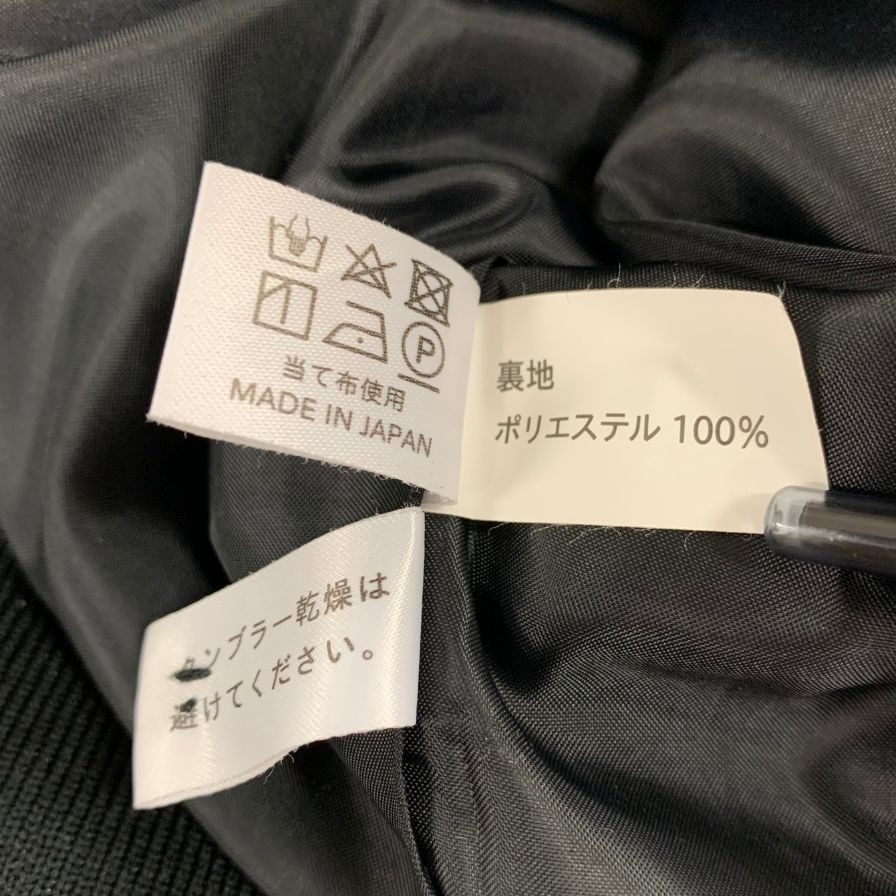 P
当て布使用
MADE IN JAPAN
裏地
ポリエステル 100%
タンブラー乾燥は
避けてください。